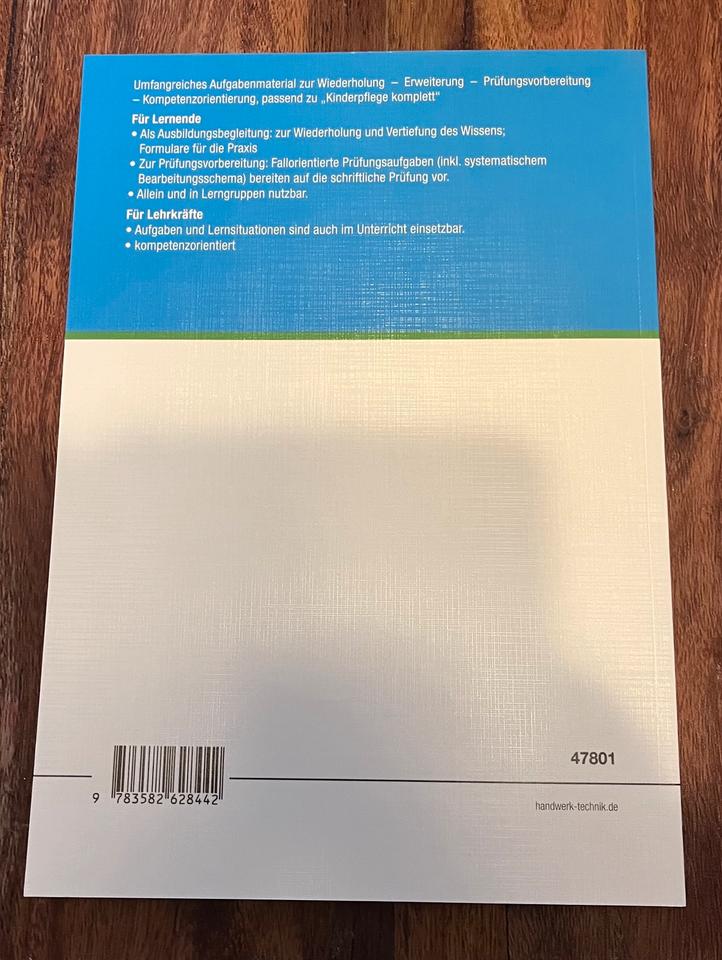 Umfangreiches Aufgabenmaterial zur Wiederholung – Erweiterung – Prüfungsvorbereitung
– Kompetenzorientierung, passend zu „Kinderpflege komplett“
Für Lernende
• Als Ausbildungsbegleitung: zur Wiederholung und Vertiefung des Wissens;
Formulare für die Praxis
• Zur Prüfungsvorbereitung: Fallorientierte Prüfungsaufgaben (inkl. systematischem
Bearbeitungsschema) bereiten auf die schriftliche Prüfung vor.
• Allein und in Lerngruppen nutzbar.
Für Lehrkräfte
• Aufgaben und Lernsituationen sind auch im Unterricht einsetzbar.
• kompetenzorientiert
47801
9 783582 628442
handwerk-technik.de